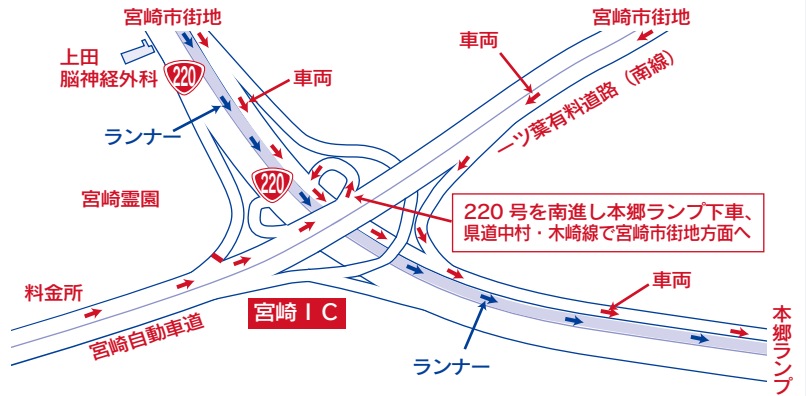 宮崎市街地
宮崎市街地
上田
脳神経外科
220
車両
車両
ランナー
一ツ葉有料道路（南線）
220
宮崎霊園
220 号を南進し本郷ランプ下車、
県道中村・木崎線で宮崎市街地方面へ
料金所
宮崎自動車道
宮崎ＩＣ
車両
ランナー
本郷ランプ